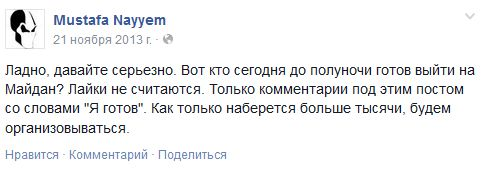 Mustafa Nayyem
21 ноября 2013 г. ·
Ладно, давайте серьезно. Вот кто сегодня до полуночи готов выйти на
Майдан? Лайки не считаются. Только комментарии под этим постом
со словами "Я готов". Как только наберется больше тысячи, будем
организовываться.
Нравится · Комментарий · Поделиться